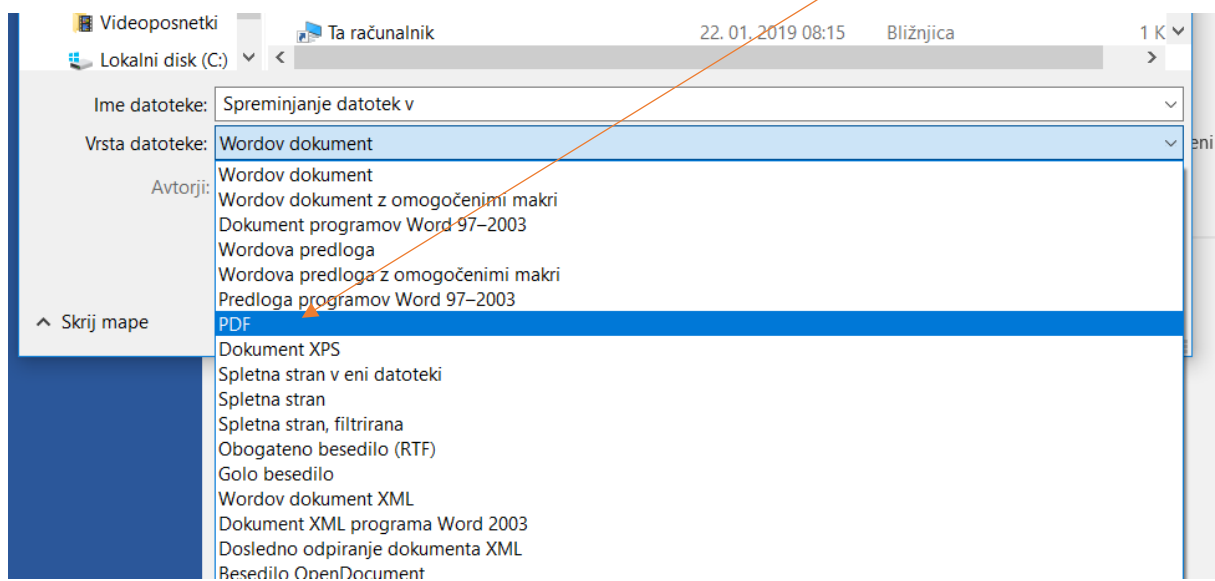 Videoposnetki
Ta računalnik 22. 01. 2019 08:15 Bližnjica 1 K
Lokalni disk (C:)
Ime datoteke: Spreminjanje datotek v
Vrsta datoteke: Wordov dokument
eni
Avtorji:
Wordov dokument
Wordov dokument z omogočenimi makri
Dokument programov Word 97–2003
Wordova predloga
Wordova predloga z omogočenimi makri
Predloga programov Word 97–2003
Skrij mape
PDF
Dokument XPS
Spletna stran v eni datoteki
Spletna stran
Spletna stran, filtrirana
Obogateno besedilo (RTF)
Golo besedilo
Wordov dokument XML
Dokument XML programa Word 2003
Dosledno odpiranje dokumenta XML
Besedilo OpenDocument